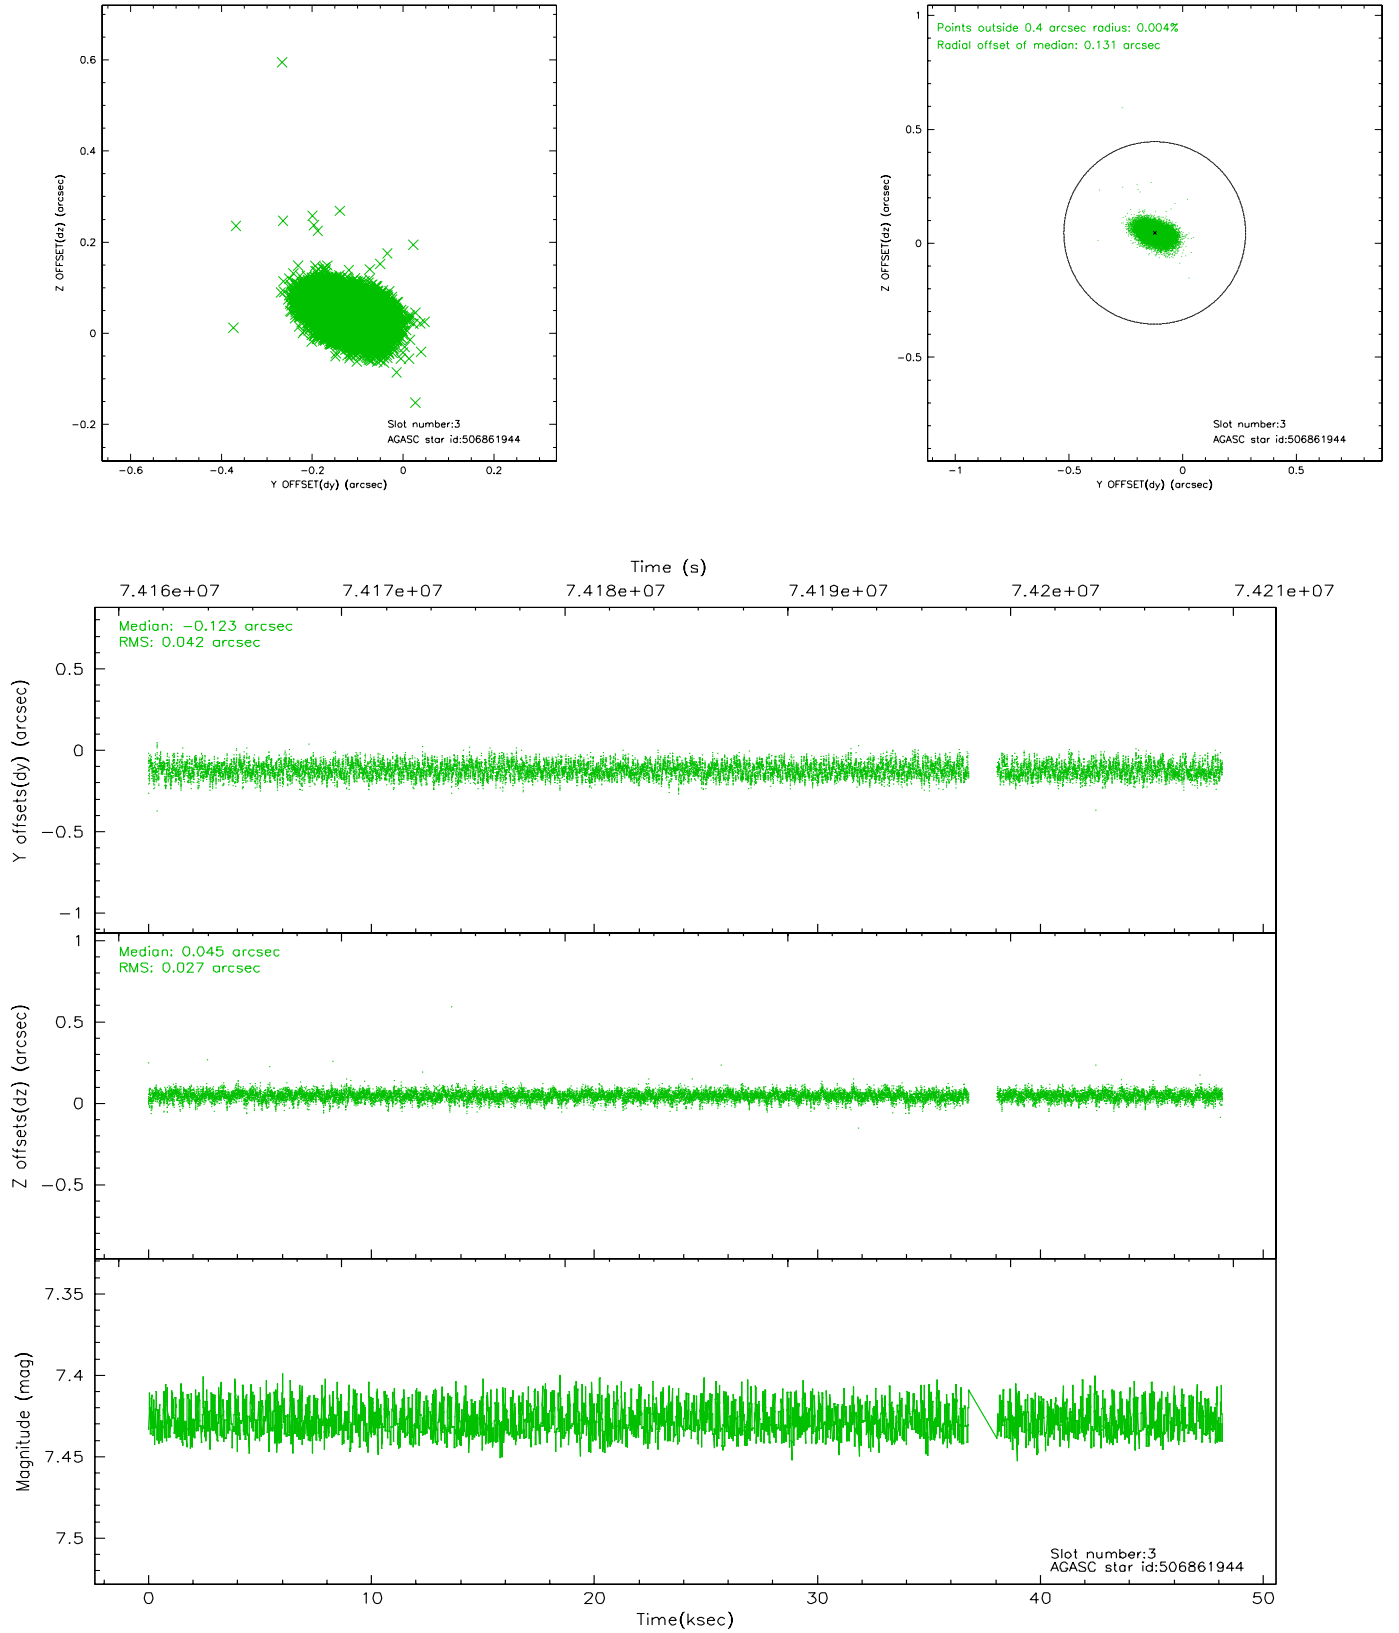 0.6
0.4
0.2
0
−0.2
Z OFFSET(dz) (arcsec)
Slot number:3
AGASC star id:506861944
−0.6 −0.4 −0.2 0 0.2
Y OFFSET(dy) (arcsec)
Points outside 0.4 arcsec radius: 0.004%
Radial offset of median: 0.131 arcsec
1
0.5
0
−0.5
Z OFFSET(dz) (arcsec)
Slot number:3
AGASC star id:506861944
−1 −0.5 0 0.5
Y OFFSET(dy) (arcsec)
Time (s)
7.416e+07 7.417e+07 7.418e+07 7.419e+07 7.42e+07 7.421e+07
Median: −0.123 arcsec
RMS: 0.042 arcsec
0.5
0
−0.5
−1
Y offsets(dy) (arcsec)
Median: 0.045 arcsec
RMS: 0.027 arcsec
1
0.5
0
−0.5
Z offsets(dz) (arcsec)
7.35
7.4
7.45
7.5
Magnitude (mag)
Slot number:3
AGASC star id:506861944
0 10 20 30 40 50
Time(ksec)